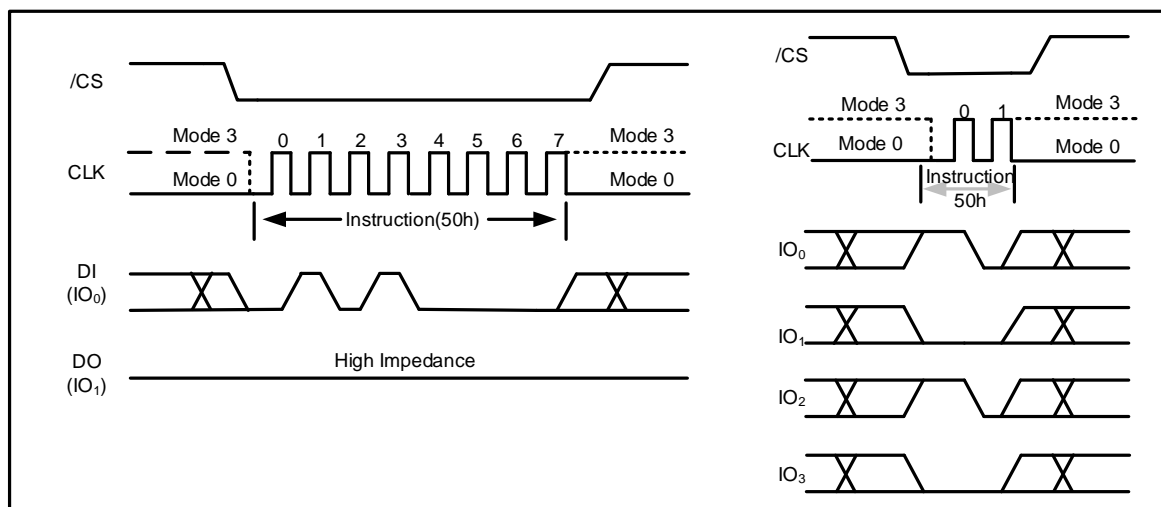 /CS
Mode 3
Mode 0
CLK
0 1 2 3 4 5 6 7
Mode 3
Mode 0
Instruction(50h)
DI
(IO0)
DO
(IO1)
High Impedance
/CS
Mode 3
Mode 0
CLK
0 1
Mode 3
Mode 0
Instruction
50h
IO0
IO1
IO2
IO3